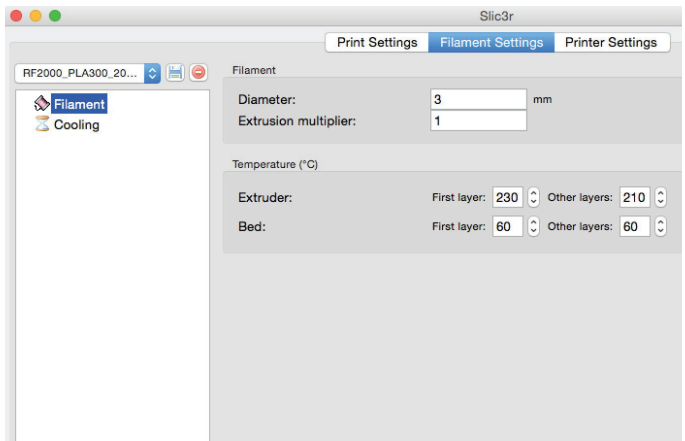 Slic3r
Print Settings Filament Settings Printer Settings
RF2000_PLA300_20...
Filament
Cooling
Filament
Diameter: 3 mm
Extrusion multiplier: 1
Temperature (°C)
Extruder: First layer: 230 Other layers: 210
Bed: First layer: 60 Other layers: 60